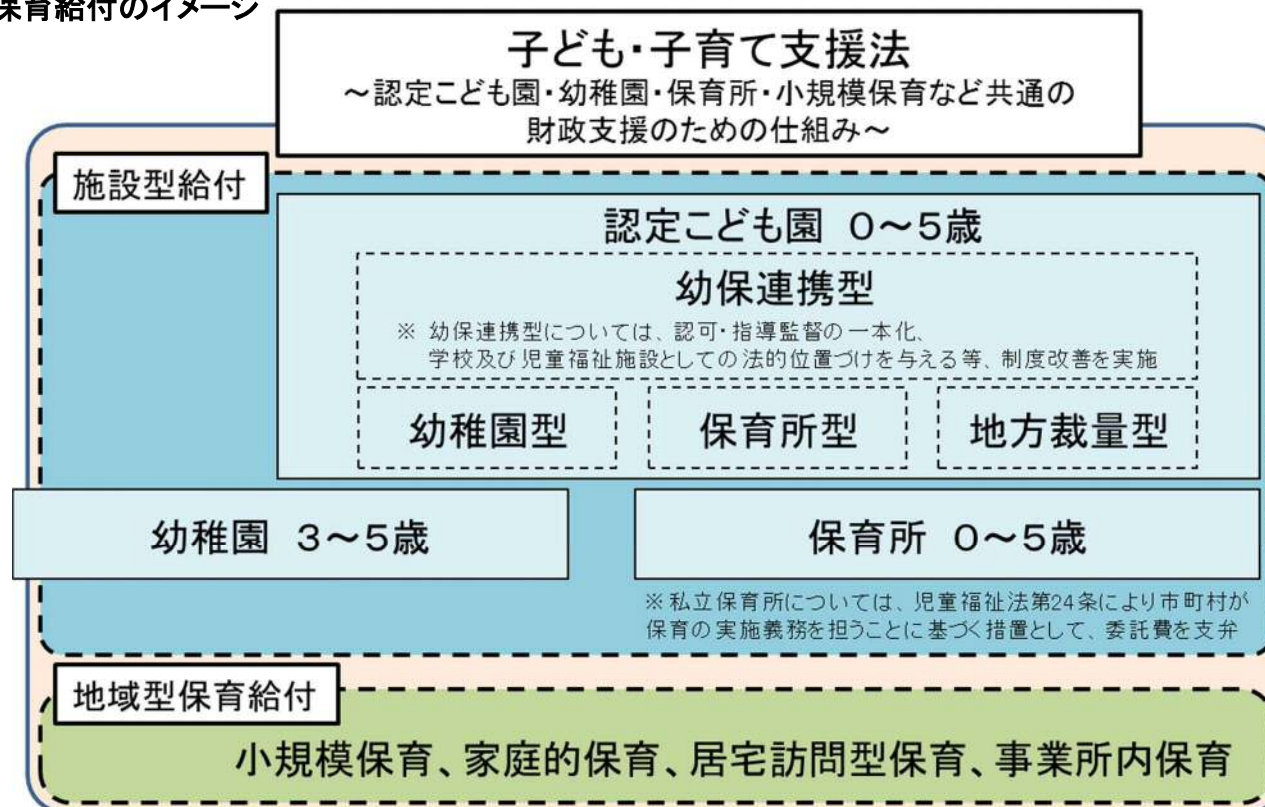 保育給付のイメージ
子ども・子育て支援法
～認定こども園・幼稚園・保育所・小規模保育など共通の
財政支援のための仕組み～
施設型給付
認定こども園 ０～５歳
幼保連携型
※ 幼保連携型については、認可・指導監督の一本化、
学校及び児童福祉施設としての法的位置づけを与える等、制度改善を実施
幼稚園型
保育所型
地方裁量型
幼稚園 ３～５歳
保育所 ０～５歳
※私立保育所については、児童福祉法第24条により市町村が
保育の実施義務を担うことに基づく措置として、委託費を支弁
地域型保育給付
小規模保育、家庭的保育、居宅訪問型保育、事業所内保育